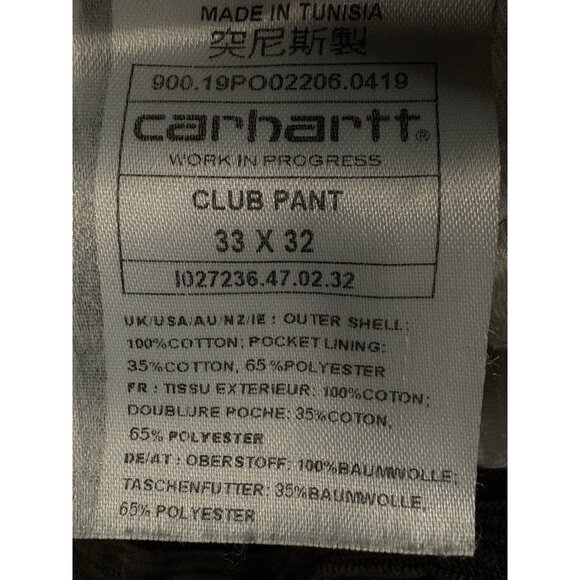 MADE IN TUNISIA
突尼斯製
900.19PO02206.0419
carhartt®
WORK IN PROGRESS
CLUB PANT
33 X 32
I027236.47.02.32
UK/USA/AU/NZ/IE : OUTER SHELL:
100%COTTON; POCKET LINING:
35%COTTON, 65%POLYESTER
FR : TISSU EXTERIEUR: 100%COTON;
DOUBLURE POCHE: 35%COTON,
65% POLYESTER
DE/AT : OBERSTOFF: 100%BAUMWOLLE;
TASCHENFUTTER: 35%BAUMWOLLE,
65% POLYESTER